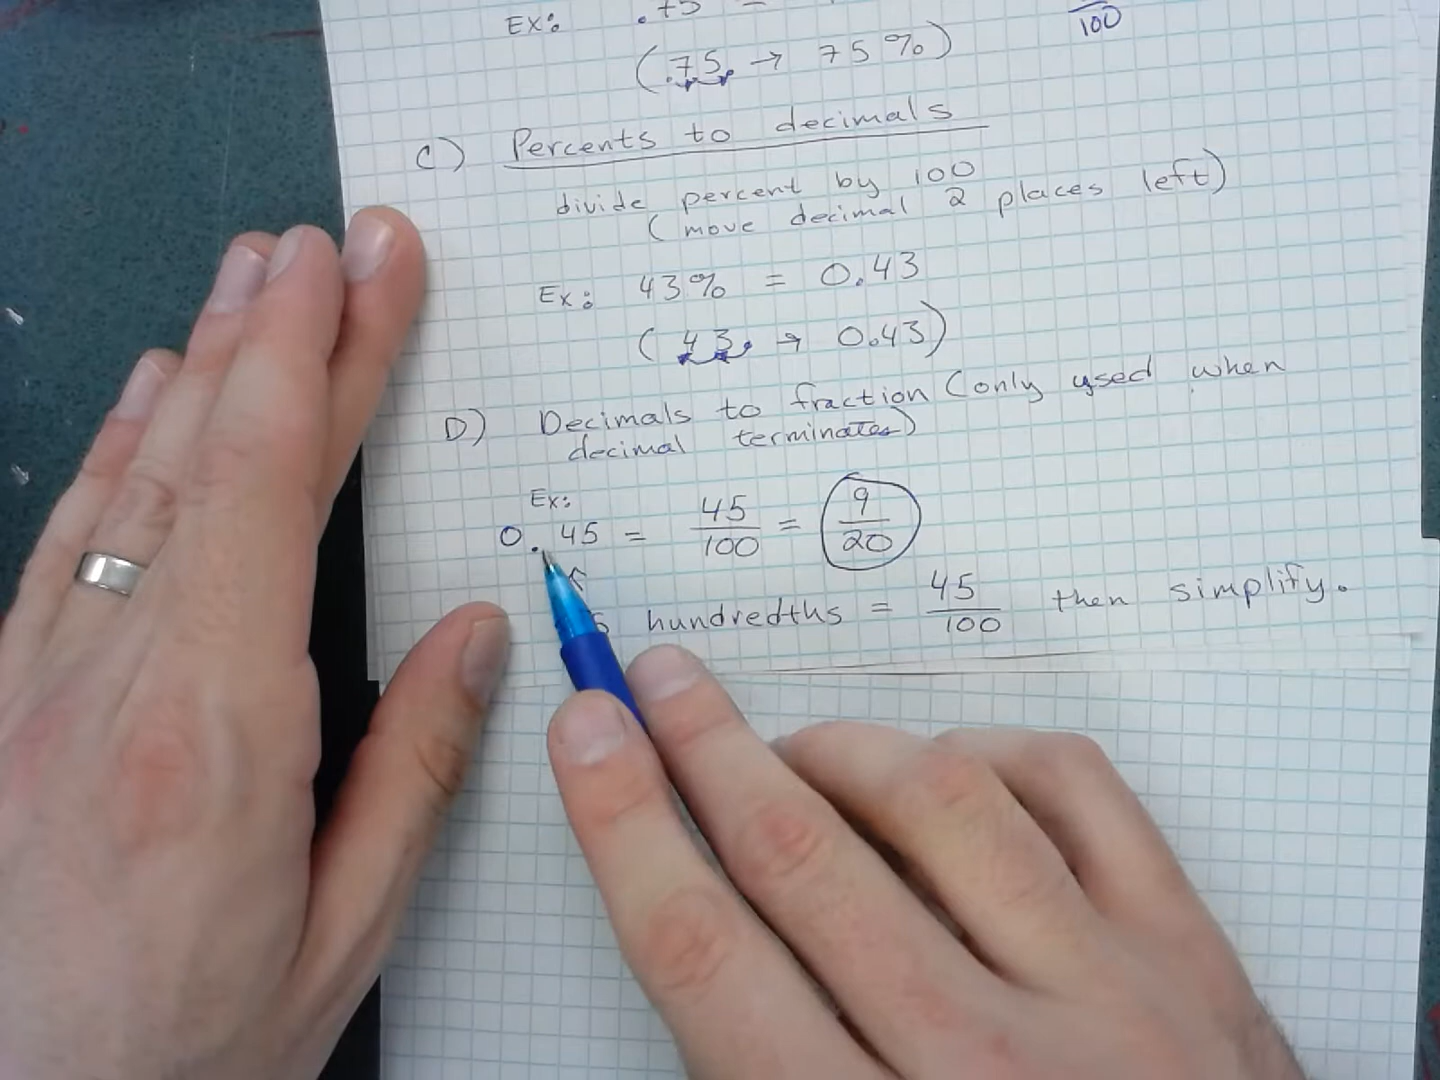 Ex: .75 =
100
(.75. → 75%)
C) Percents to decimals
divide percent by 100
(move decimal 2 places left)
Ex: 43% = 0.43
(43. → 0.43)
D) Decimals to fraction (only used when
decimal terminates)
Ex:
0.45 = 45/100 = 9/20
hundredths = 45/100 then simplify.